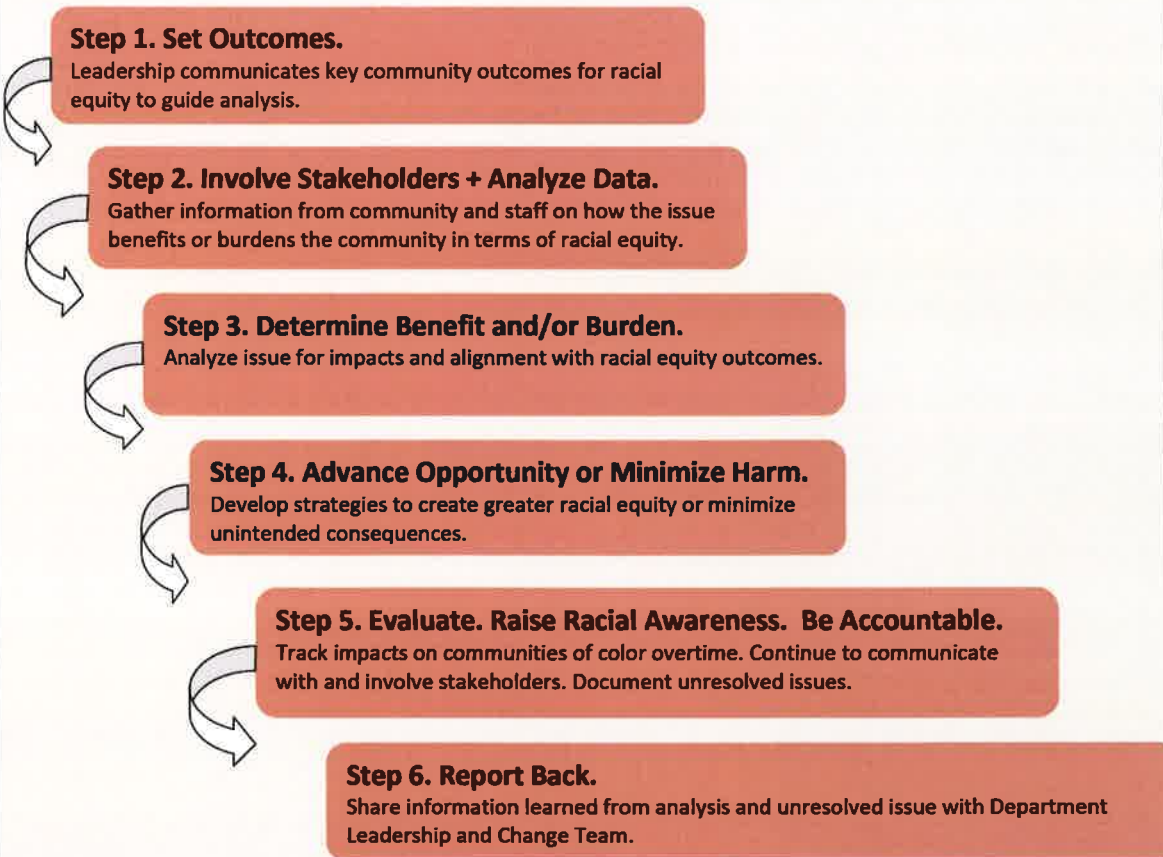 Step 1. Set Outcomes.
Leadership communicates key community outcomes for racial
equity to guide analysis.
Step 2. Involve Stakeholders + Analyze Data.
Gather information from community and staff on how the issue
benefits or burdens the community in terms of racial equity.
Step 3. Determine Benefit and/or Burden.
Analyze issue for impacts and alignment with racial equity outcomes.
Step 4. Advance Opportunity or Minimize Harm.
Develop strategies to create greater racial equity or minimize
unintended consequences.
Step 5. Evaluate. Raise Racial Awareness.  Be Accountable.
Track impacts on communities of color overtime. Continue to communicate
with and involve stakeholders. Document unresolved issues.
Step 6. Report Back.
Share information learned from analysis and unresolved issue with Department
Leadership and Change Team.